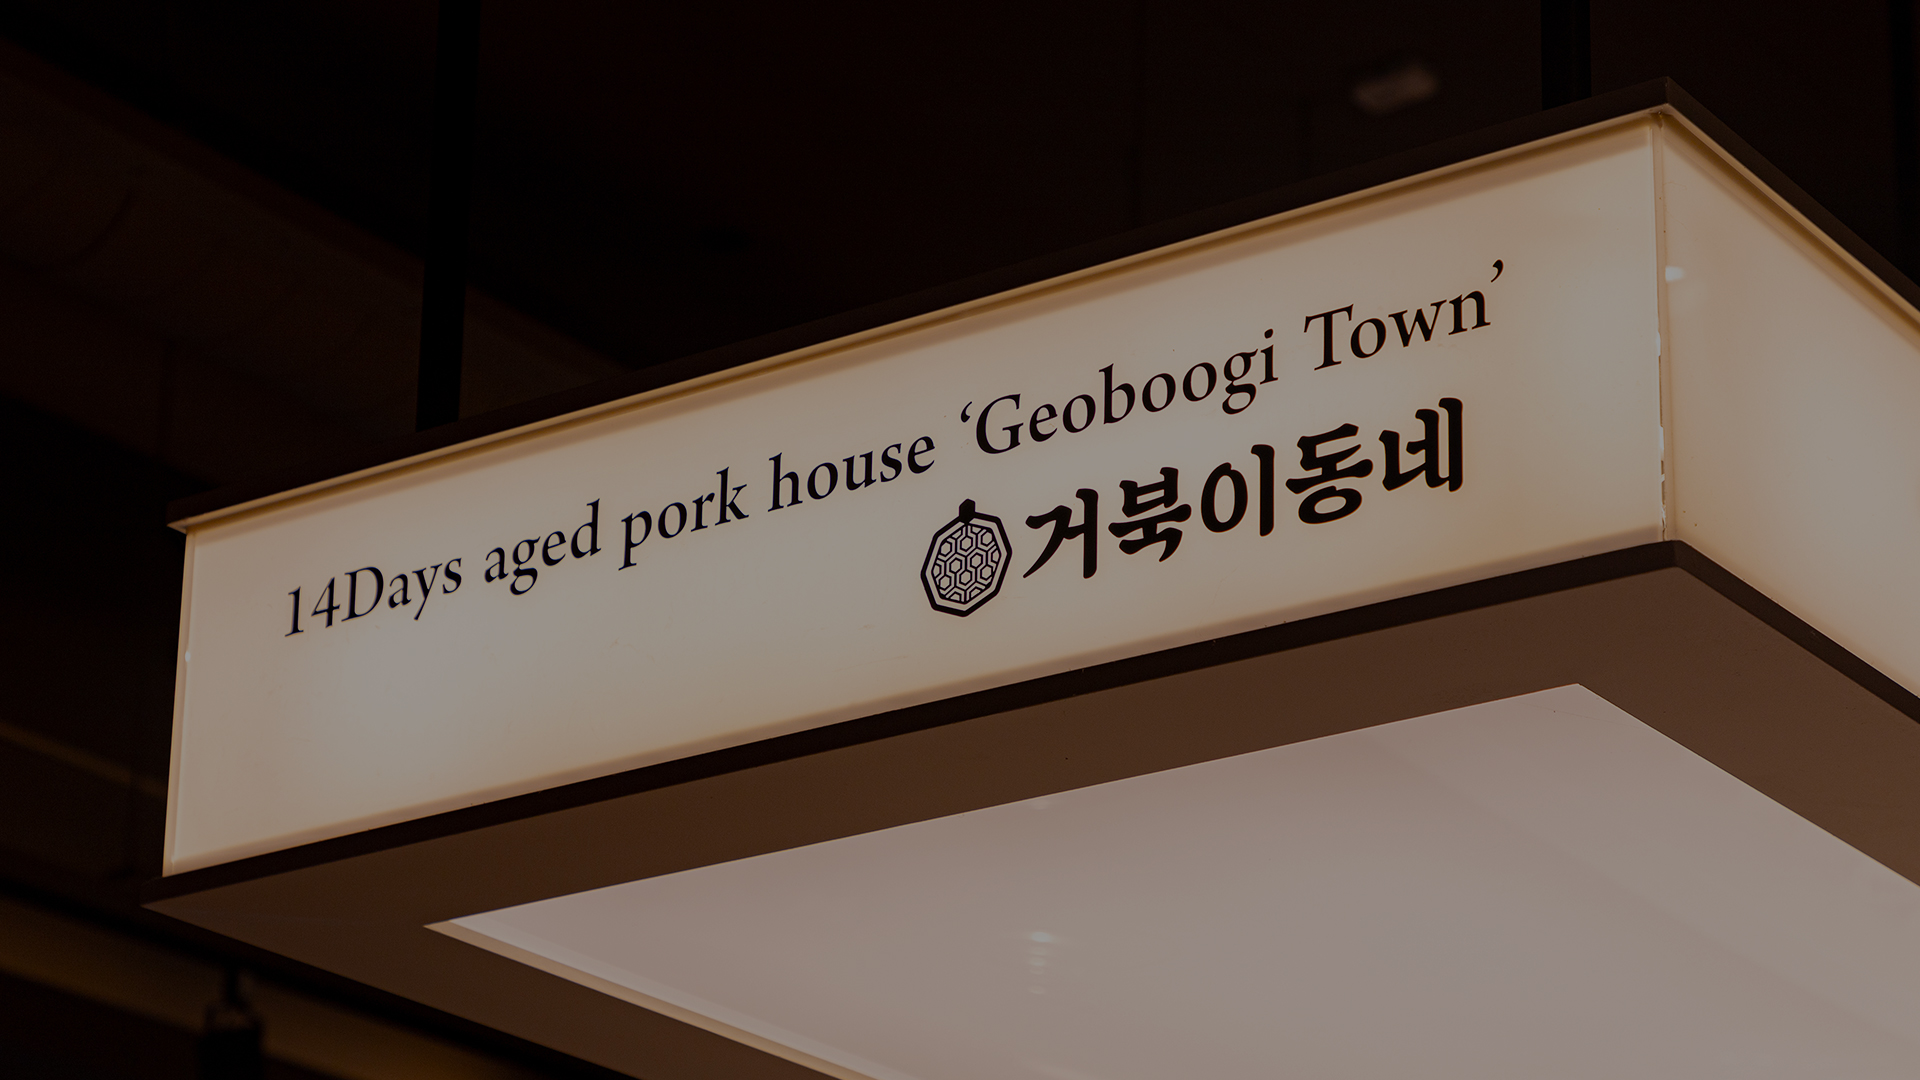 14Days aged pork house ‘Geoboogi Town’
거북이동네